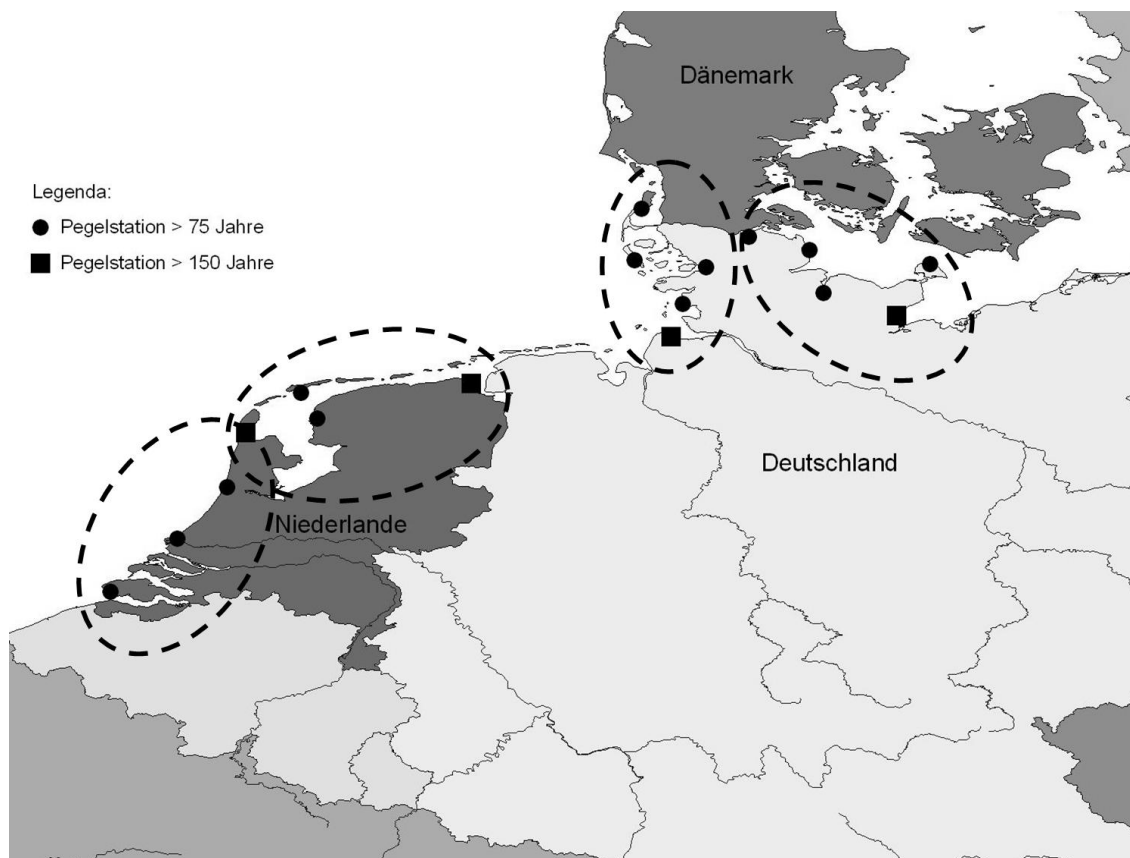 Dänemark
Legenda:
Pegelstation > 75 Jahre
Pegelstation > 150 Jahre
Deutschland
Niederlande